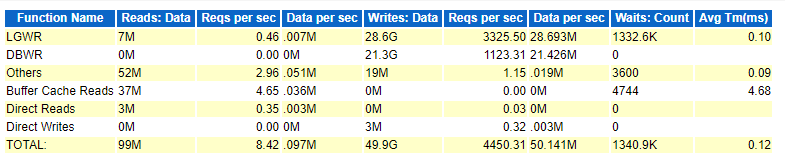 Function Name Reads: Data Reqs per sec Data per sec Writes: Data Reqs per sec Data per sec Waits: Count Avg Tm(ms)
LGWR 7M 0.46 .007M 28.6G 3325.50 28.693M 1332.6K 0.10
DBWR 0M 0.00 0M 21.3G 1123.31 21.426M 0
Others 52M 2.96 .051M 19M 1.15 .019M 3600 0.09
Buffer Cache Reads 37M 4.65 .036M 0M 0.00 0M 4744 4.68
Direct Reads 3M 0.35 .003M 0M 0.03 0M 0
Direct Writes 0M 0.00 0M 3M 0.32 .003M 0
TOTAL: 99M 8.42 .097M 49.9G 4450.31 50.141M 1340.9K 0.12